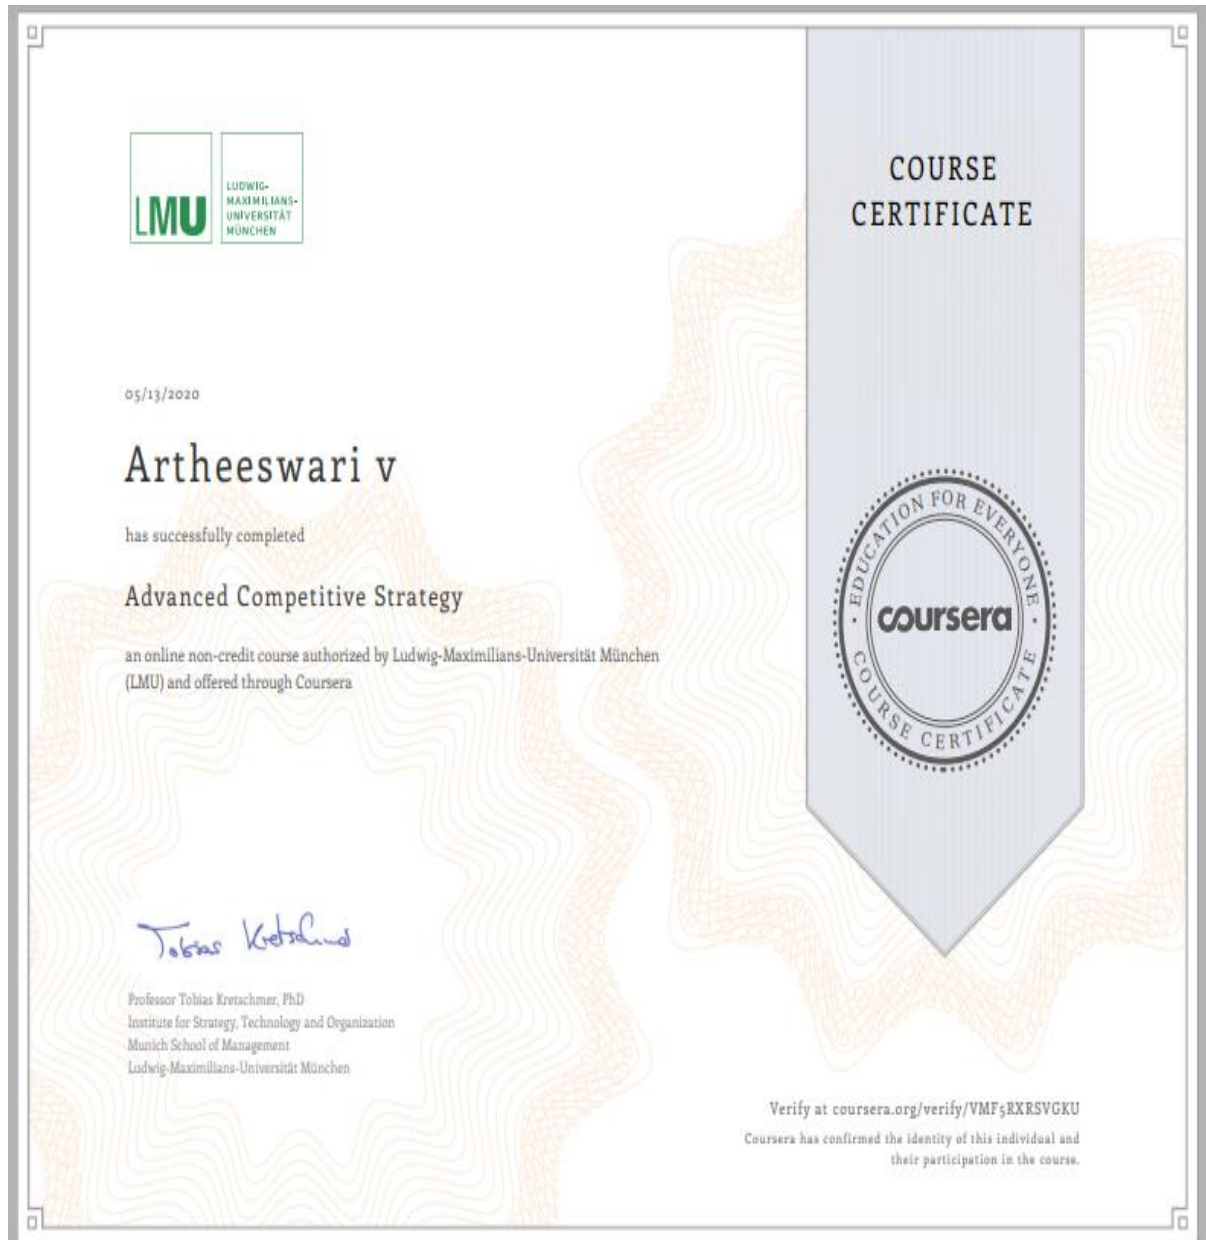 LMU
LUDWIG-
MAXIMILIANS-
UNIVERSITÄT
MÜNCHEN
COURSE
CERTIFICATE
05/13/2020
Artheeswari v
has successfully completed
Advanced Competitive Strategy
an online non-credit course authorized by Ludwig-Maximilians-Universität München
(LMU) and offered through Coursera
EDUCATION FOR EVERYONE
coursera
COURSE CERTIFICATE
Tobias Kretschmer
Professor Tobias Kretschmer, PhD
Institute for Strategy, Technology and Organization
Munich School of Management
Ludwig-Maximilians-Universität München
Verify at coursera.org/verify/VMF5RXRSVGKU
Coursera has confirmed the identity of this individual and
their participation in the course.